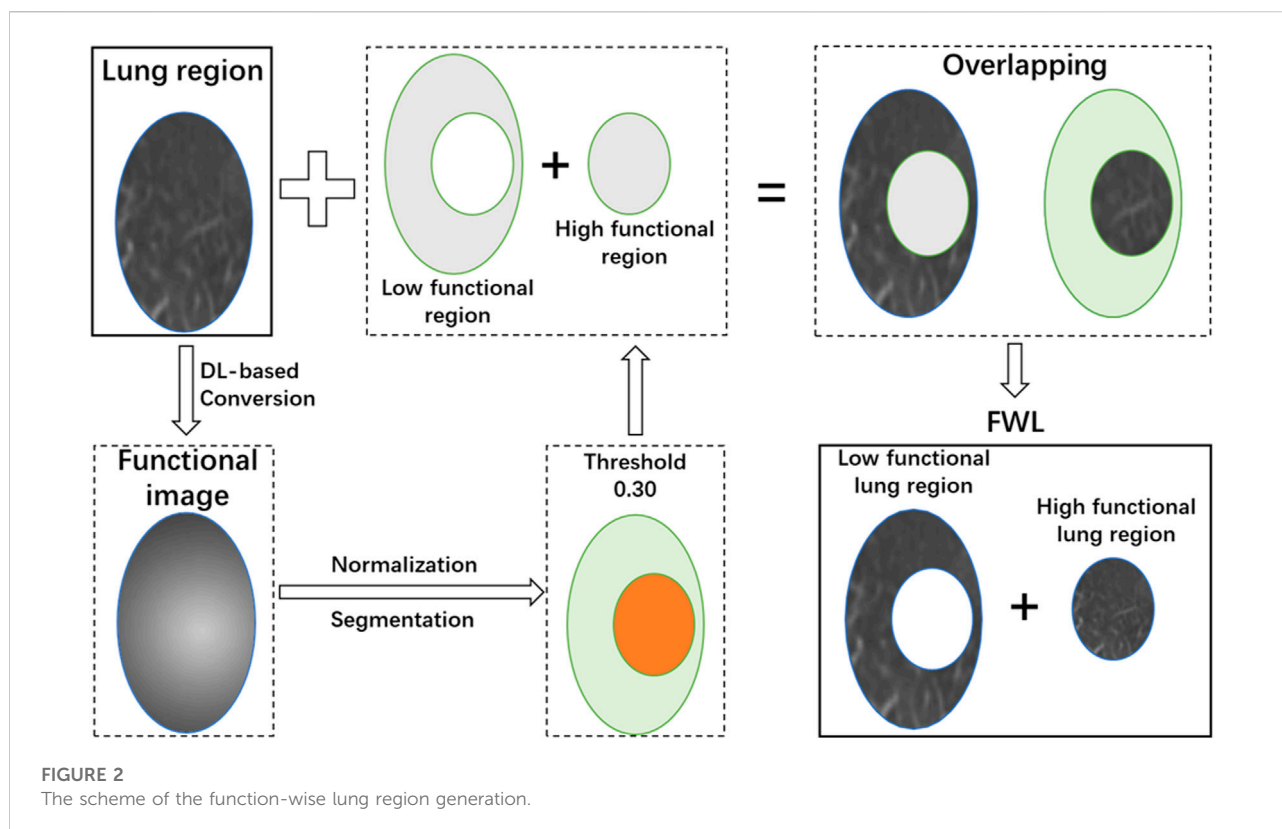 Lung region
Low functional
region
+
High functional
region
=
Overlapping
DL-based
Conversion
Functional
image
Normalization
Segmentation
Threshold
0.30
FWL
Low functional
lung region
+
High functional
lung region
FIGURE 2
The scheme of the function-wise lung region generation.